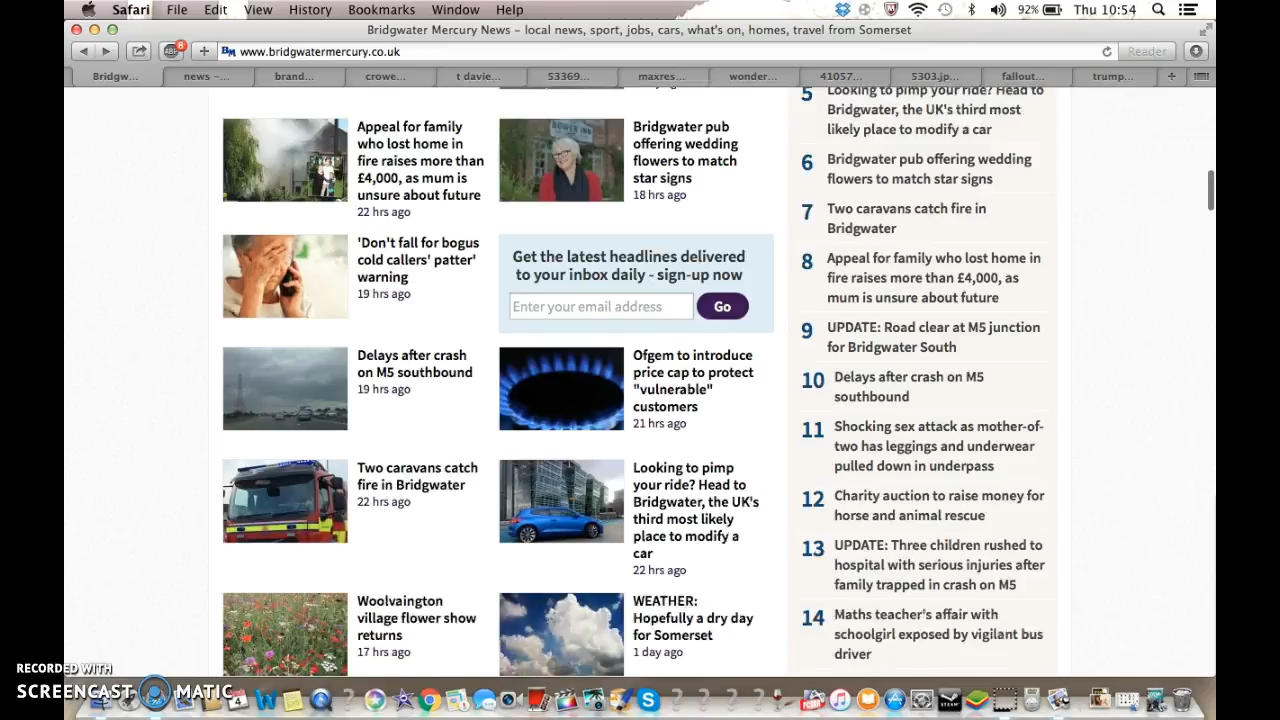 Safari File Edit View History Bookmarks Window Help 92% Thu 10:54
Bridgwater Mercury News – local news, sport, jobs, cars, what's on, homes, travel from Somerset
ABP 8 + BM www.bridgwatermercury.co.uk Reader
Bridgw... news –... brand... crowe... t davie... 53369... maxres... wonder... 41057... 5303.jp... fallout... trump... +
Appeal for family
who lost home in
fire raises more than
£4,000, as mum is
unsure about future
22 hrs ago
BOWER INN
Bridgwater pub
offering wedding
flowers to match
star signs
18 hrs ago
'Don't fall for bogus
cold callers' patter'
warning
19 hrs ago
Get the latest headlines delivered
to your inbox daily - sign-up now
Enter your email address Go
Delays after crash
on M5 southbound
19 hrs ago
Ofgem to introduce
price cap to protect
"vulnerable"
customers
21 hrs ago
Two caravans catch
fire in Bridgwater
22 hrs ago
Looking to pimp
your ride? Head to
Bridgwater, the UK's
third most likely
place to modify a
car
22 hrs ago
Woolvaington
village flower show
returns
17 hrs ago
WEATHER:
Hopefully a dry day
for Somerset
1 day ago
5 Looking to pimp your ride? Head to
Bridgwater, the UK's third most
likely place to modify a car
6 Bridgwater pub offering wedding
flowers to match star signs
7 Two caravans catch fire in
Bridgwater
8 Appeal for family who lost home in
fire raises more than £4,000, as
mum is unsure about future
9 UPDATE: Road clear at M5 junction
for Bridgwater South
10 Delays after crash on M5
southbound
11 Shocking sex attack as mother-of-
two has leggings and underwear
pulled down in underpass
12 Charity auction to raise money for
horse and animal rescue
13 UPDATE: Three children rushed to
hospital with serious injuries after
family trapped in crash on M5
14 Maths teacher's affair with
schoolgirl exposed by vigilant bus
driver
RECORDED WITH
SCREENCAST MATIC